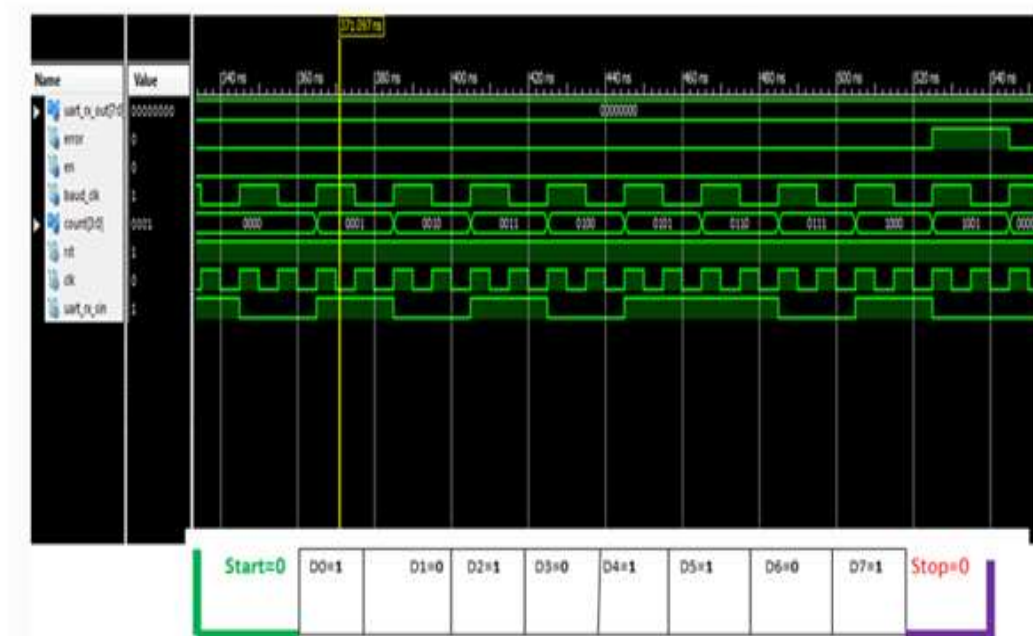 371.097 ns
Name
Value
340 ns
360 ns
380 ns
400 ns
420 ns
440 ns
460 ns
480 ns
500 ns
520 ns
540 ns
uart_rx_out[7:0]
00000000
00000000
error
0
en
0
baud_clk
1
count[3:0]
0001
0000
0001
0010
0011
0100
0101
0110
0111
1000
1001
0000
rst
1
clk
0
uart_rx_sin
1
Start=0
D0=1
D1=0
D2=1
D3=0
D4=1
D5=1
D6=0
D7=1
Stop=0